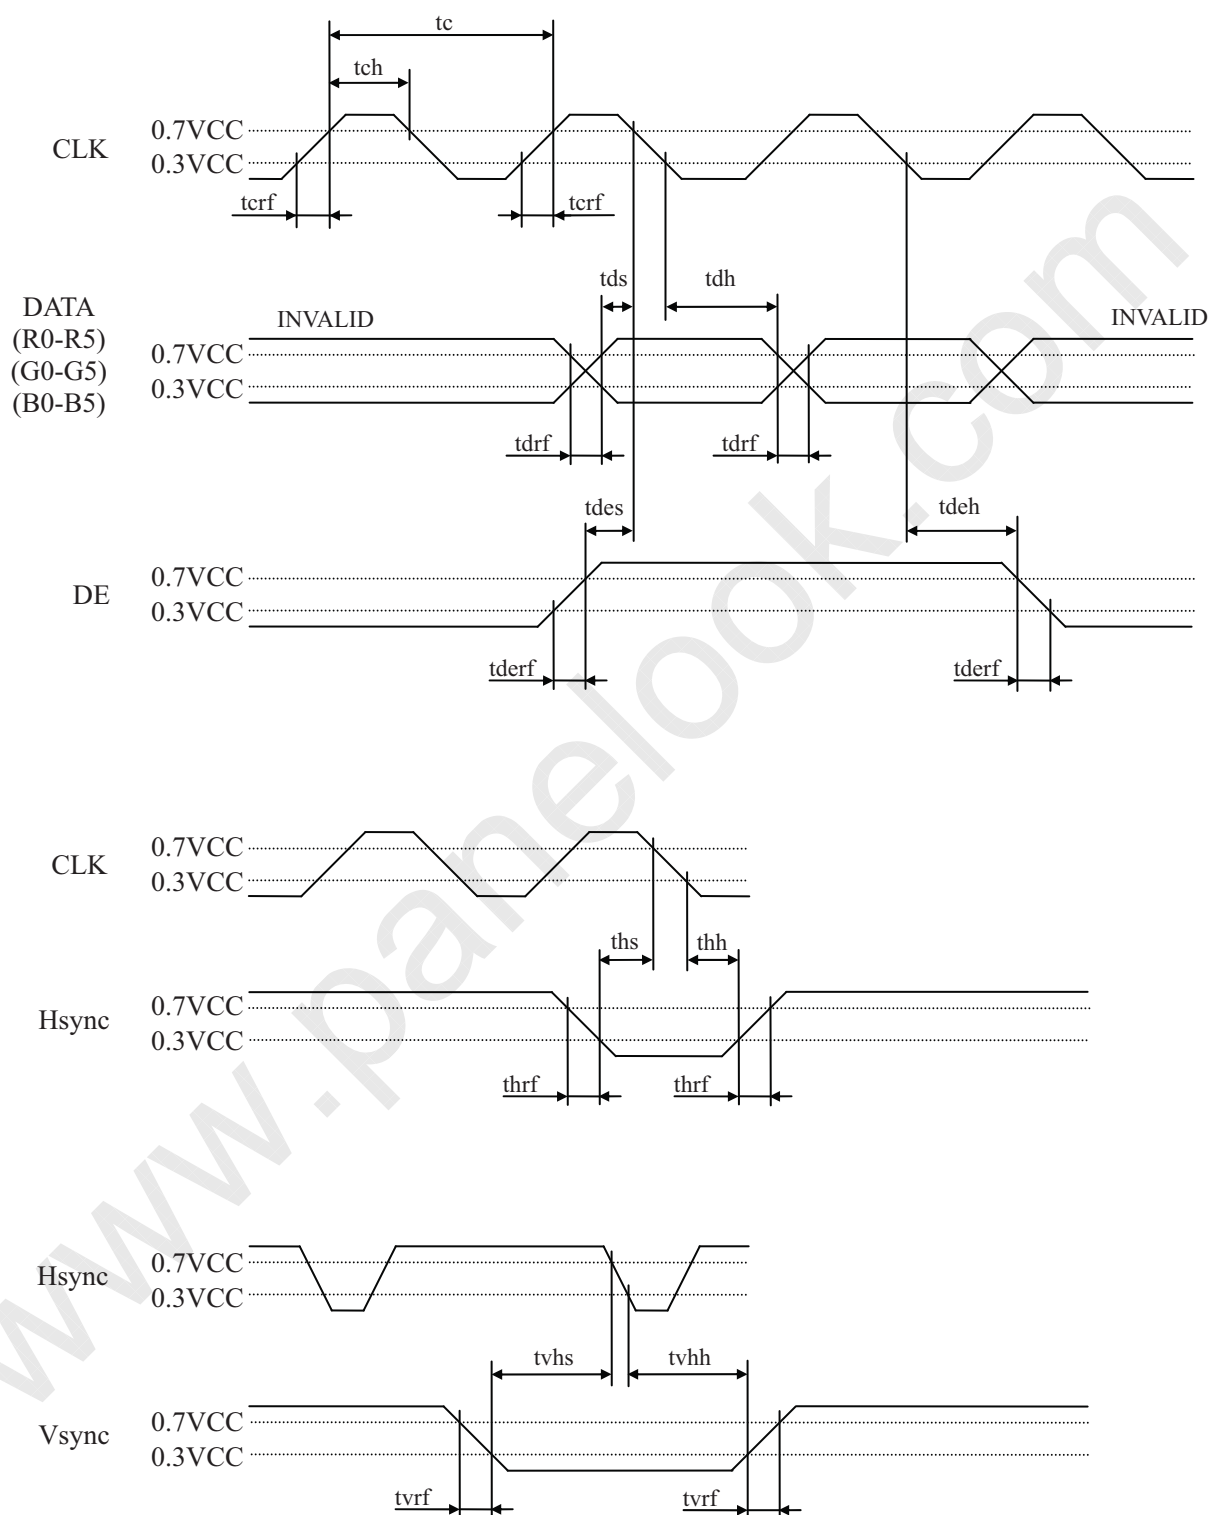 tc
tch
CLK
0.7VCC
0.3VCC
tcrf
tcrf
tds
tdh
DATA
(R0-R5)
(G0-G5)
(B0-B5)
INVALID
INVALID
0.7VCC
0.3VCC
tdrf
tdrf
tdes
tdeh
DE
0.7VCC
0.3VCC
tderf
tderf
CLK
0.7VCC
0.3VCC
ths
thh
Hsync
0.7VCC
0.3VCC
thrf
thrf
Hsync
0.7VCC
0.3VCC
tvhs
tvhh
Vsync
0.7VCC
0.3VCC
tvrf
tvrf
www.panelook.com